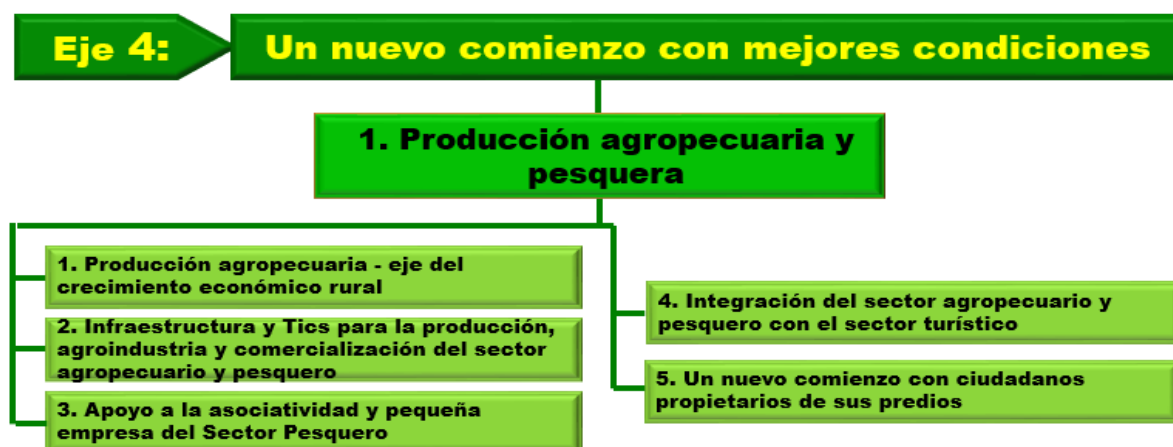 Eje 4:
Un nuevo comienzo con mejores condiciones
1. Producción agropecuaria y
pesquera
1. Producción agropecuaria - eje del
crecimiento económico rural
2. Infraestructura y Tics para la producción,
agroindustria y comercialización del sector
agropecuario y pesquero
3. Apoyo a la asociatividad y pequeña
empresa del Sector Pesquero
4. Integración del sector agropecuario y
pesquero con el sector turístico
5. Un nuevo comienzo con ciudadanos
propietarios de sus predios